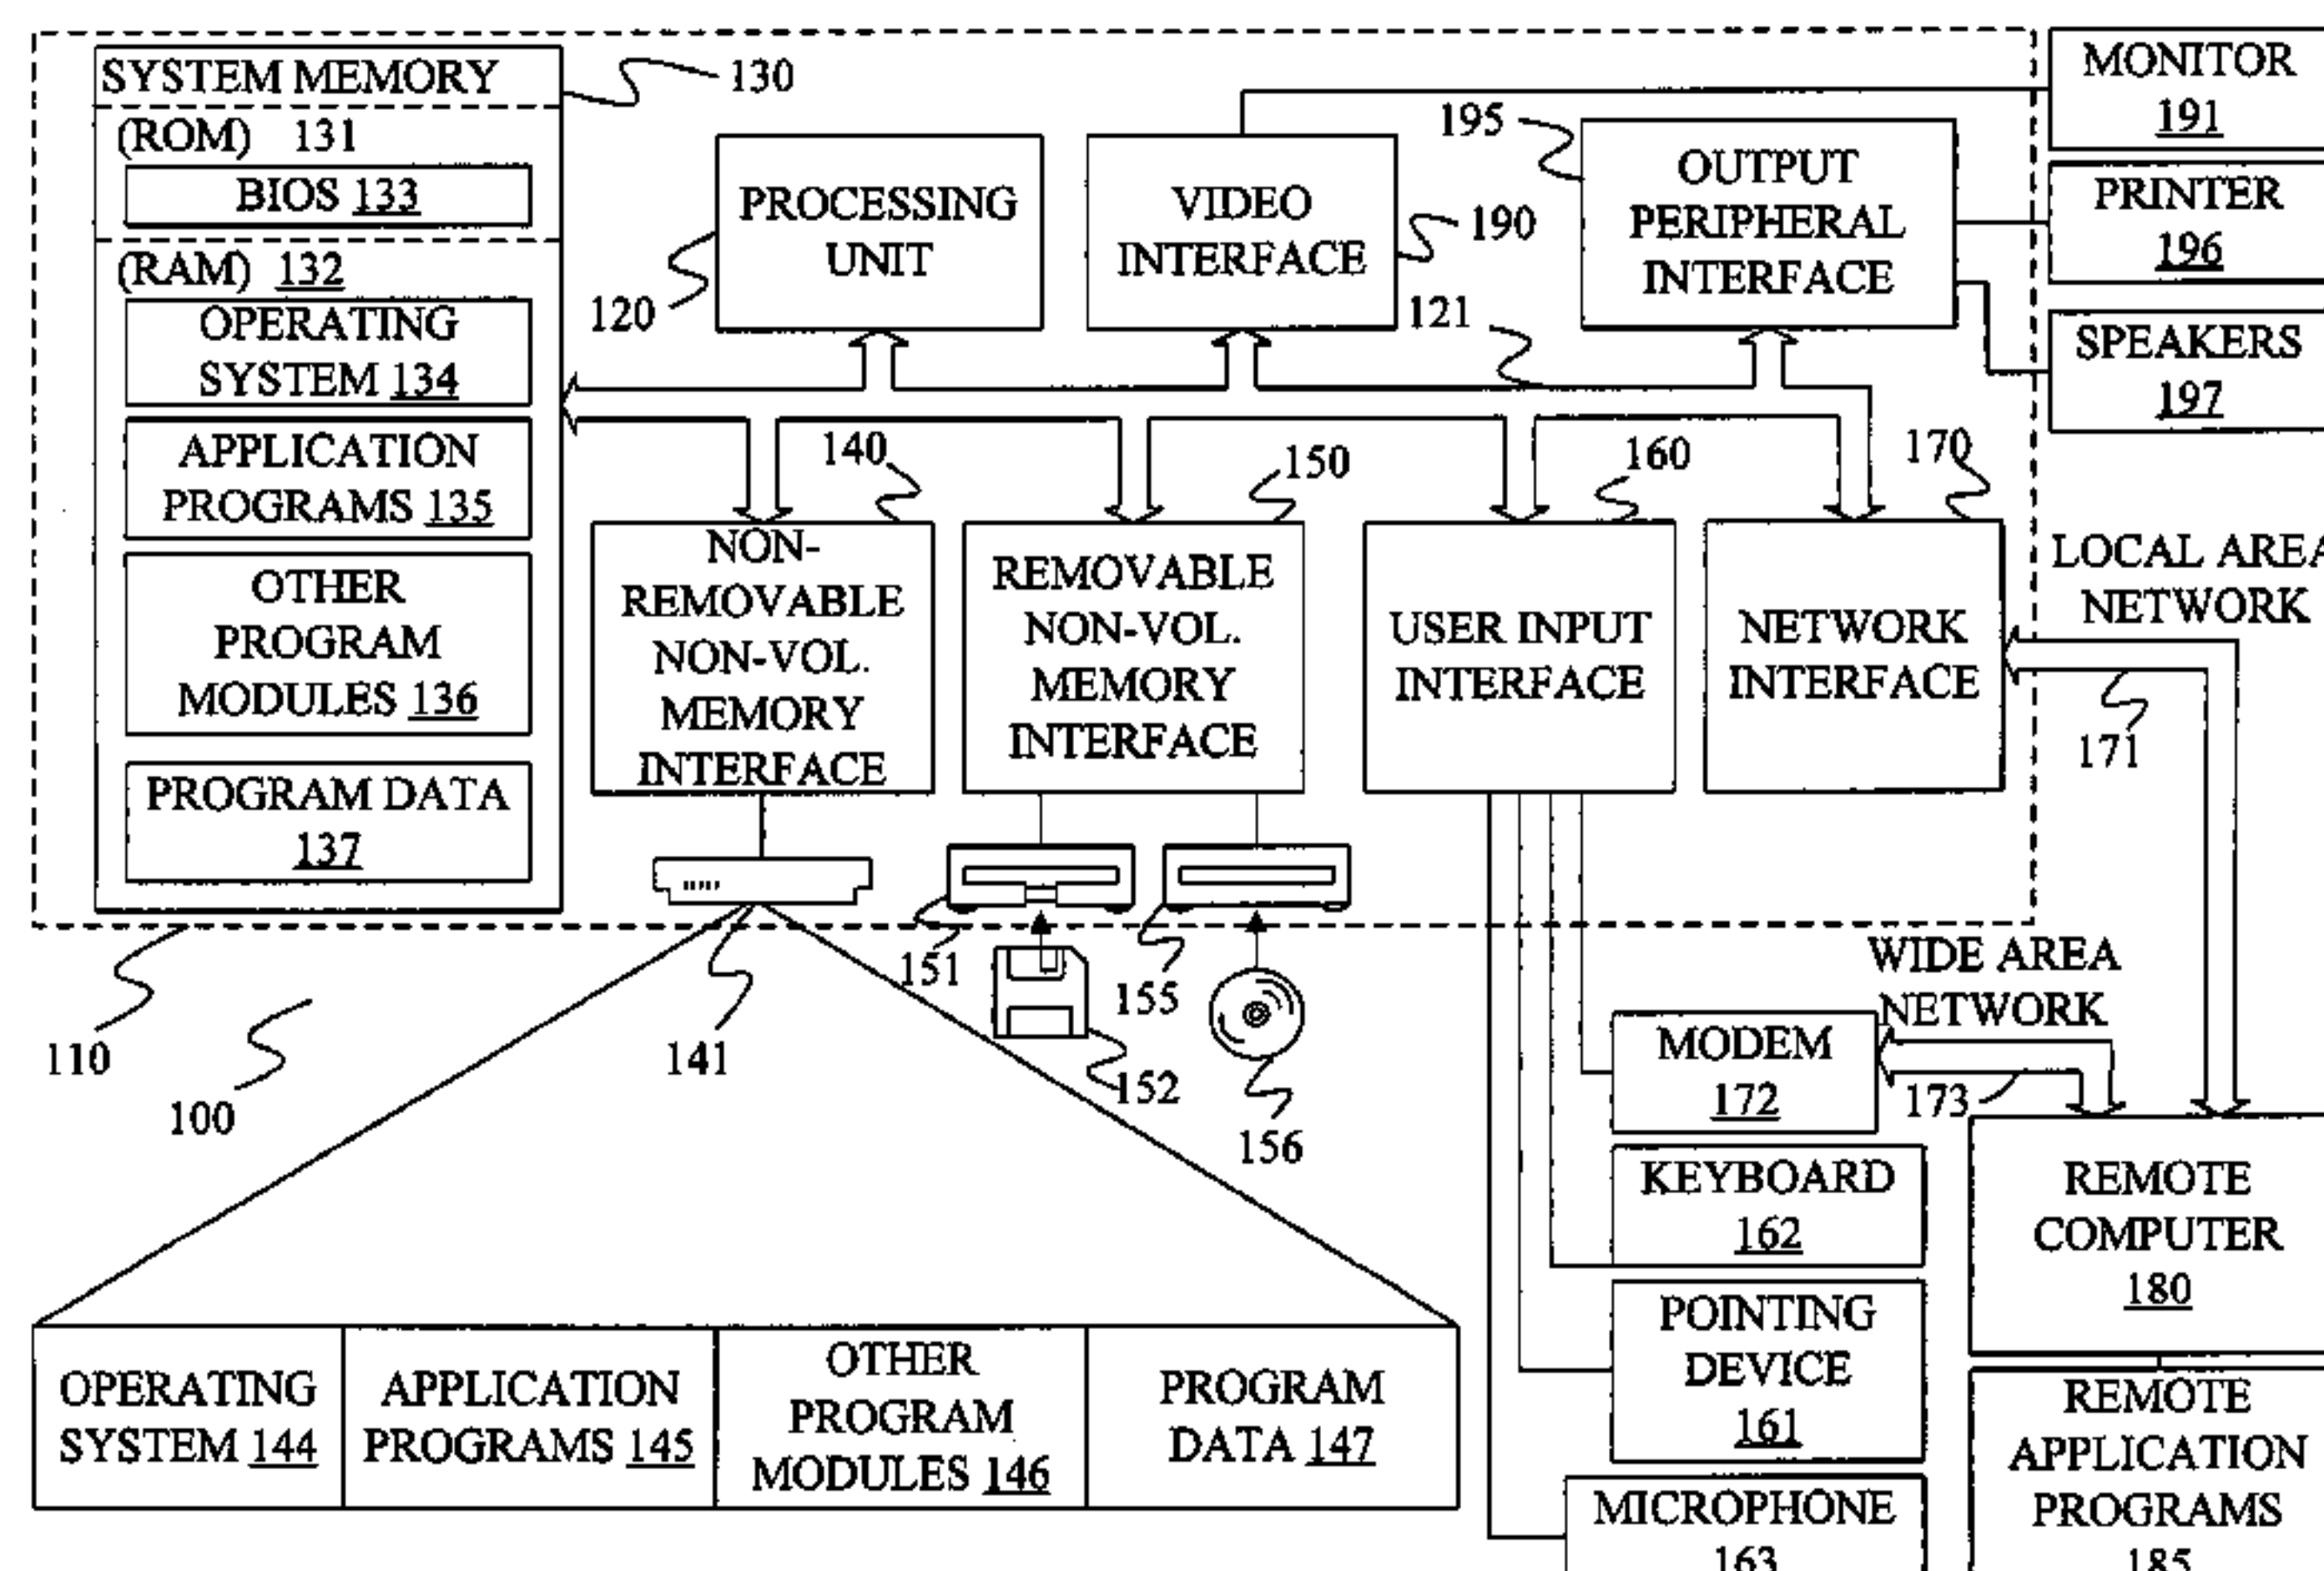 SYSTEM MEMORY
130
(ROM) 131
BIOS 133
(RAM) 132
OPERATING
SYSTEM 134
APPLICATION
PROGRAMS 135
OTHER
PROGRAM
MODULES 136
PROGRAM DATA
137
PROCESSING
UNIT
120
VIDEO
INTERFACE
190
121
195
OUTPUT
PERIPHERAL
INTERFACE
MONITOR
191
PRINTER
196
SPEAKERS
197
140
NON-
REMOVABLE
NON-VOL.
MEMORY
INTERFACE
150
REMOVABLE
NON-VOL.
MEMORY
INTERFACE
160
USER INPUT
INTERFACE
170
NETWORK
INTERFACE
LOCAL AREA
NETWORK
171
110
100
141
151
152
155
156
WIDE AREA
NETWORK
MODEM
172
173
KEYBOARD
162
POINTING
DEVICE
161
MICROPHONE
163
REMOTE
COMPUTER
180
REMOTE
APPLICATION
PROGRAMS
185
OPERATING
SYSTEM 144
APPLICATION
PROGRAMS 145
OTHER
PROGRAM
MODULES 146
PROGRAM
DATA 147